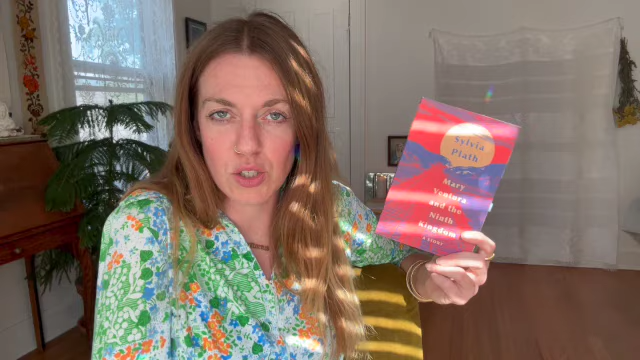 Sylvia
Plath
Mary
Ventura
and the
Ninth
Kingdom
A STORY